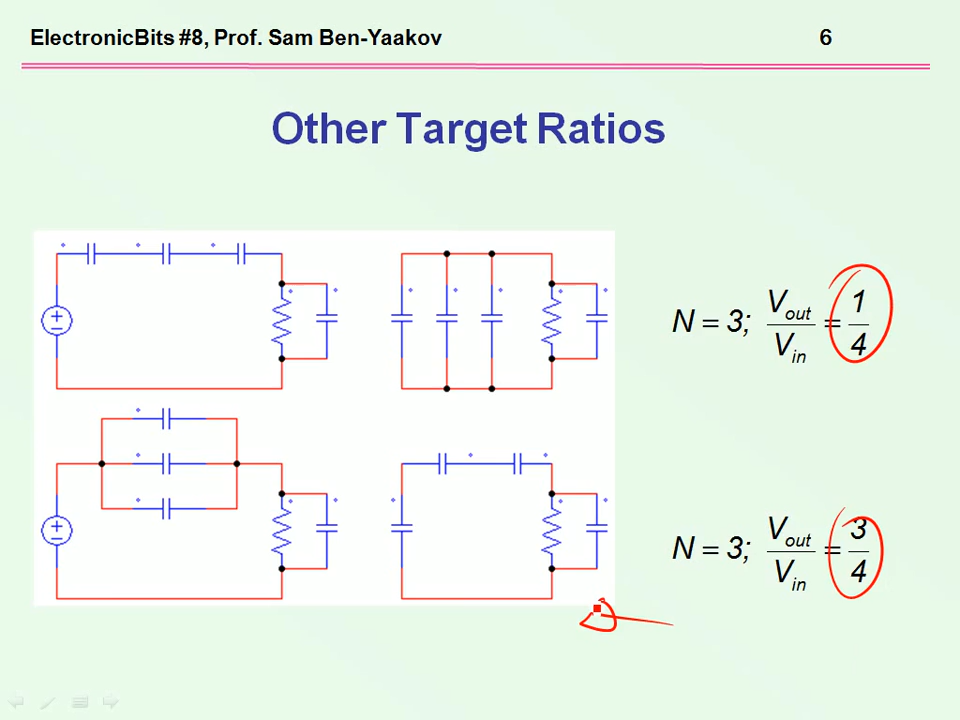 ElectronicBits #8, Prof. Sam Ben-Yaakov 6
Other Target Ratios
N = 3; Vout/Vin = 1/4
N = 3; Vout/Vin = 3/4